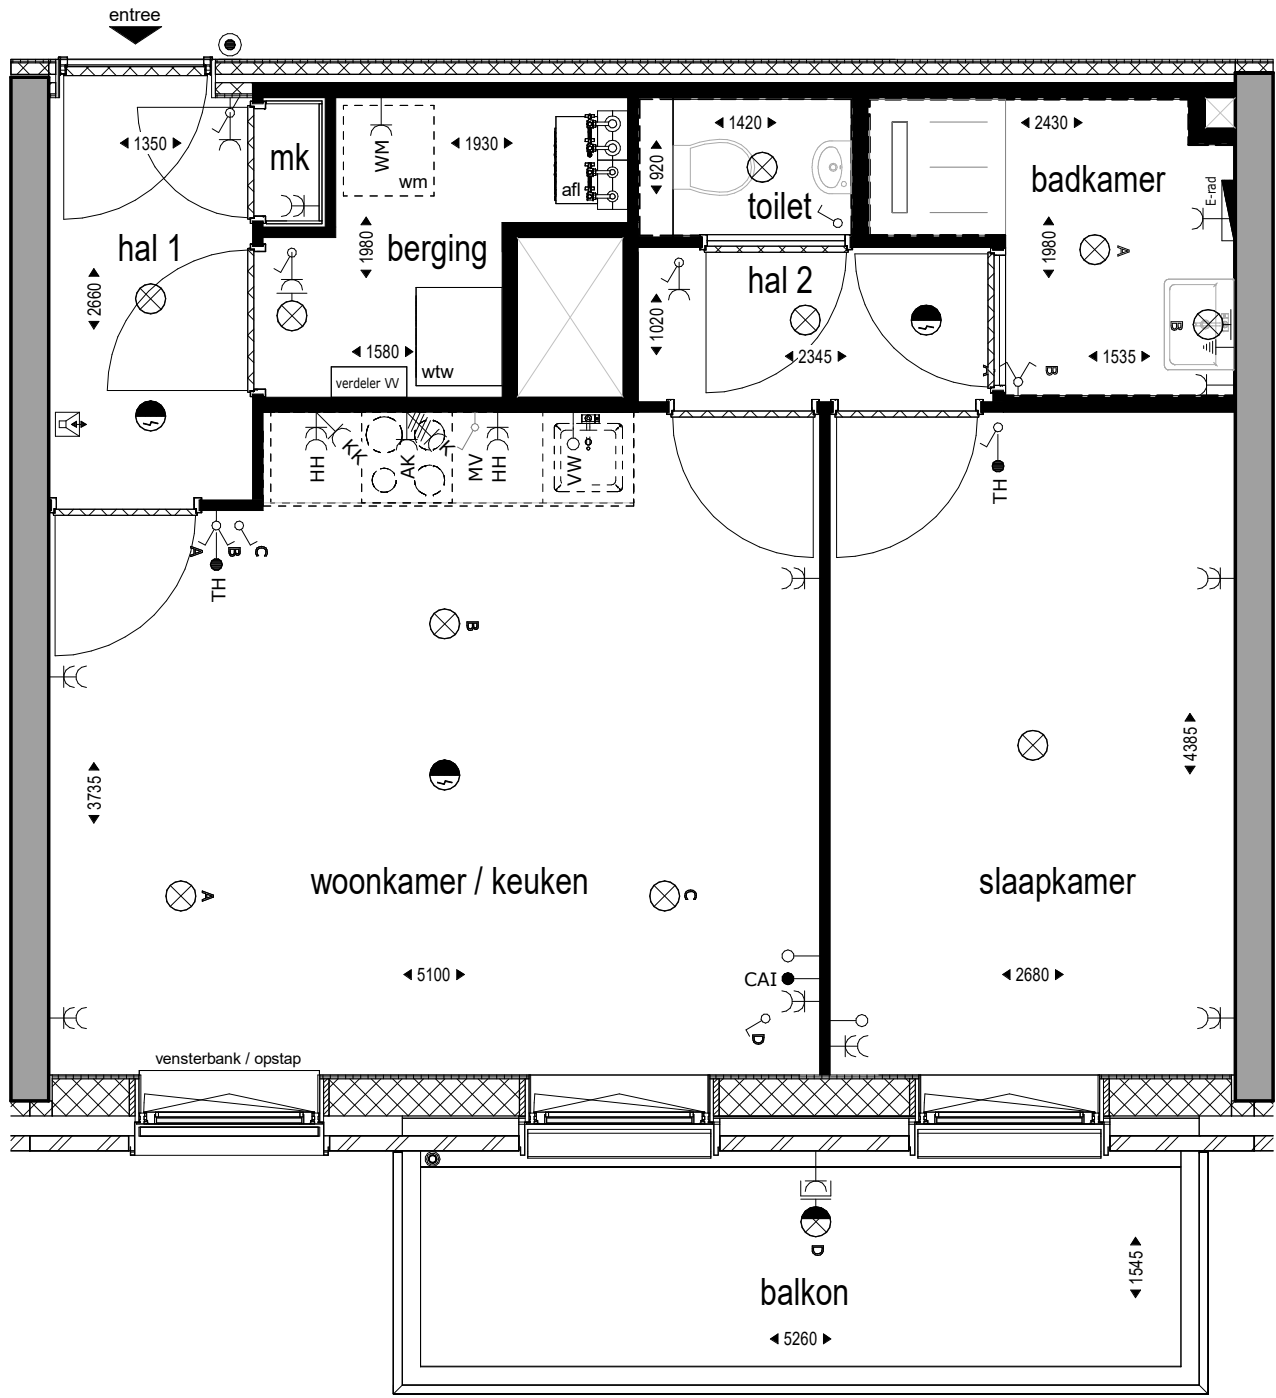 entree
1350
mk
WM
wm
1930
afl
920
1420
toilet
2430
badkamer
E-rad
hal 1
1980
berging
hal 2
1980
A
2660
1020
B
1580
wtw
2345
1535
verdeler VV
A
B
HH
KK
AK
K
MV
HH
VW
TH
A
B
C
TH
B
3735
4385
woonkamer / keuken
slaapkamer
A
C
5100
CAI
2680
D
vensterbank / opstap
D
1545
balkon
5260